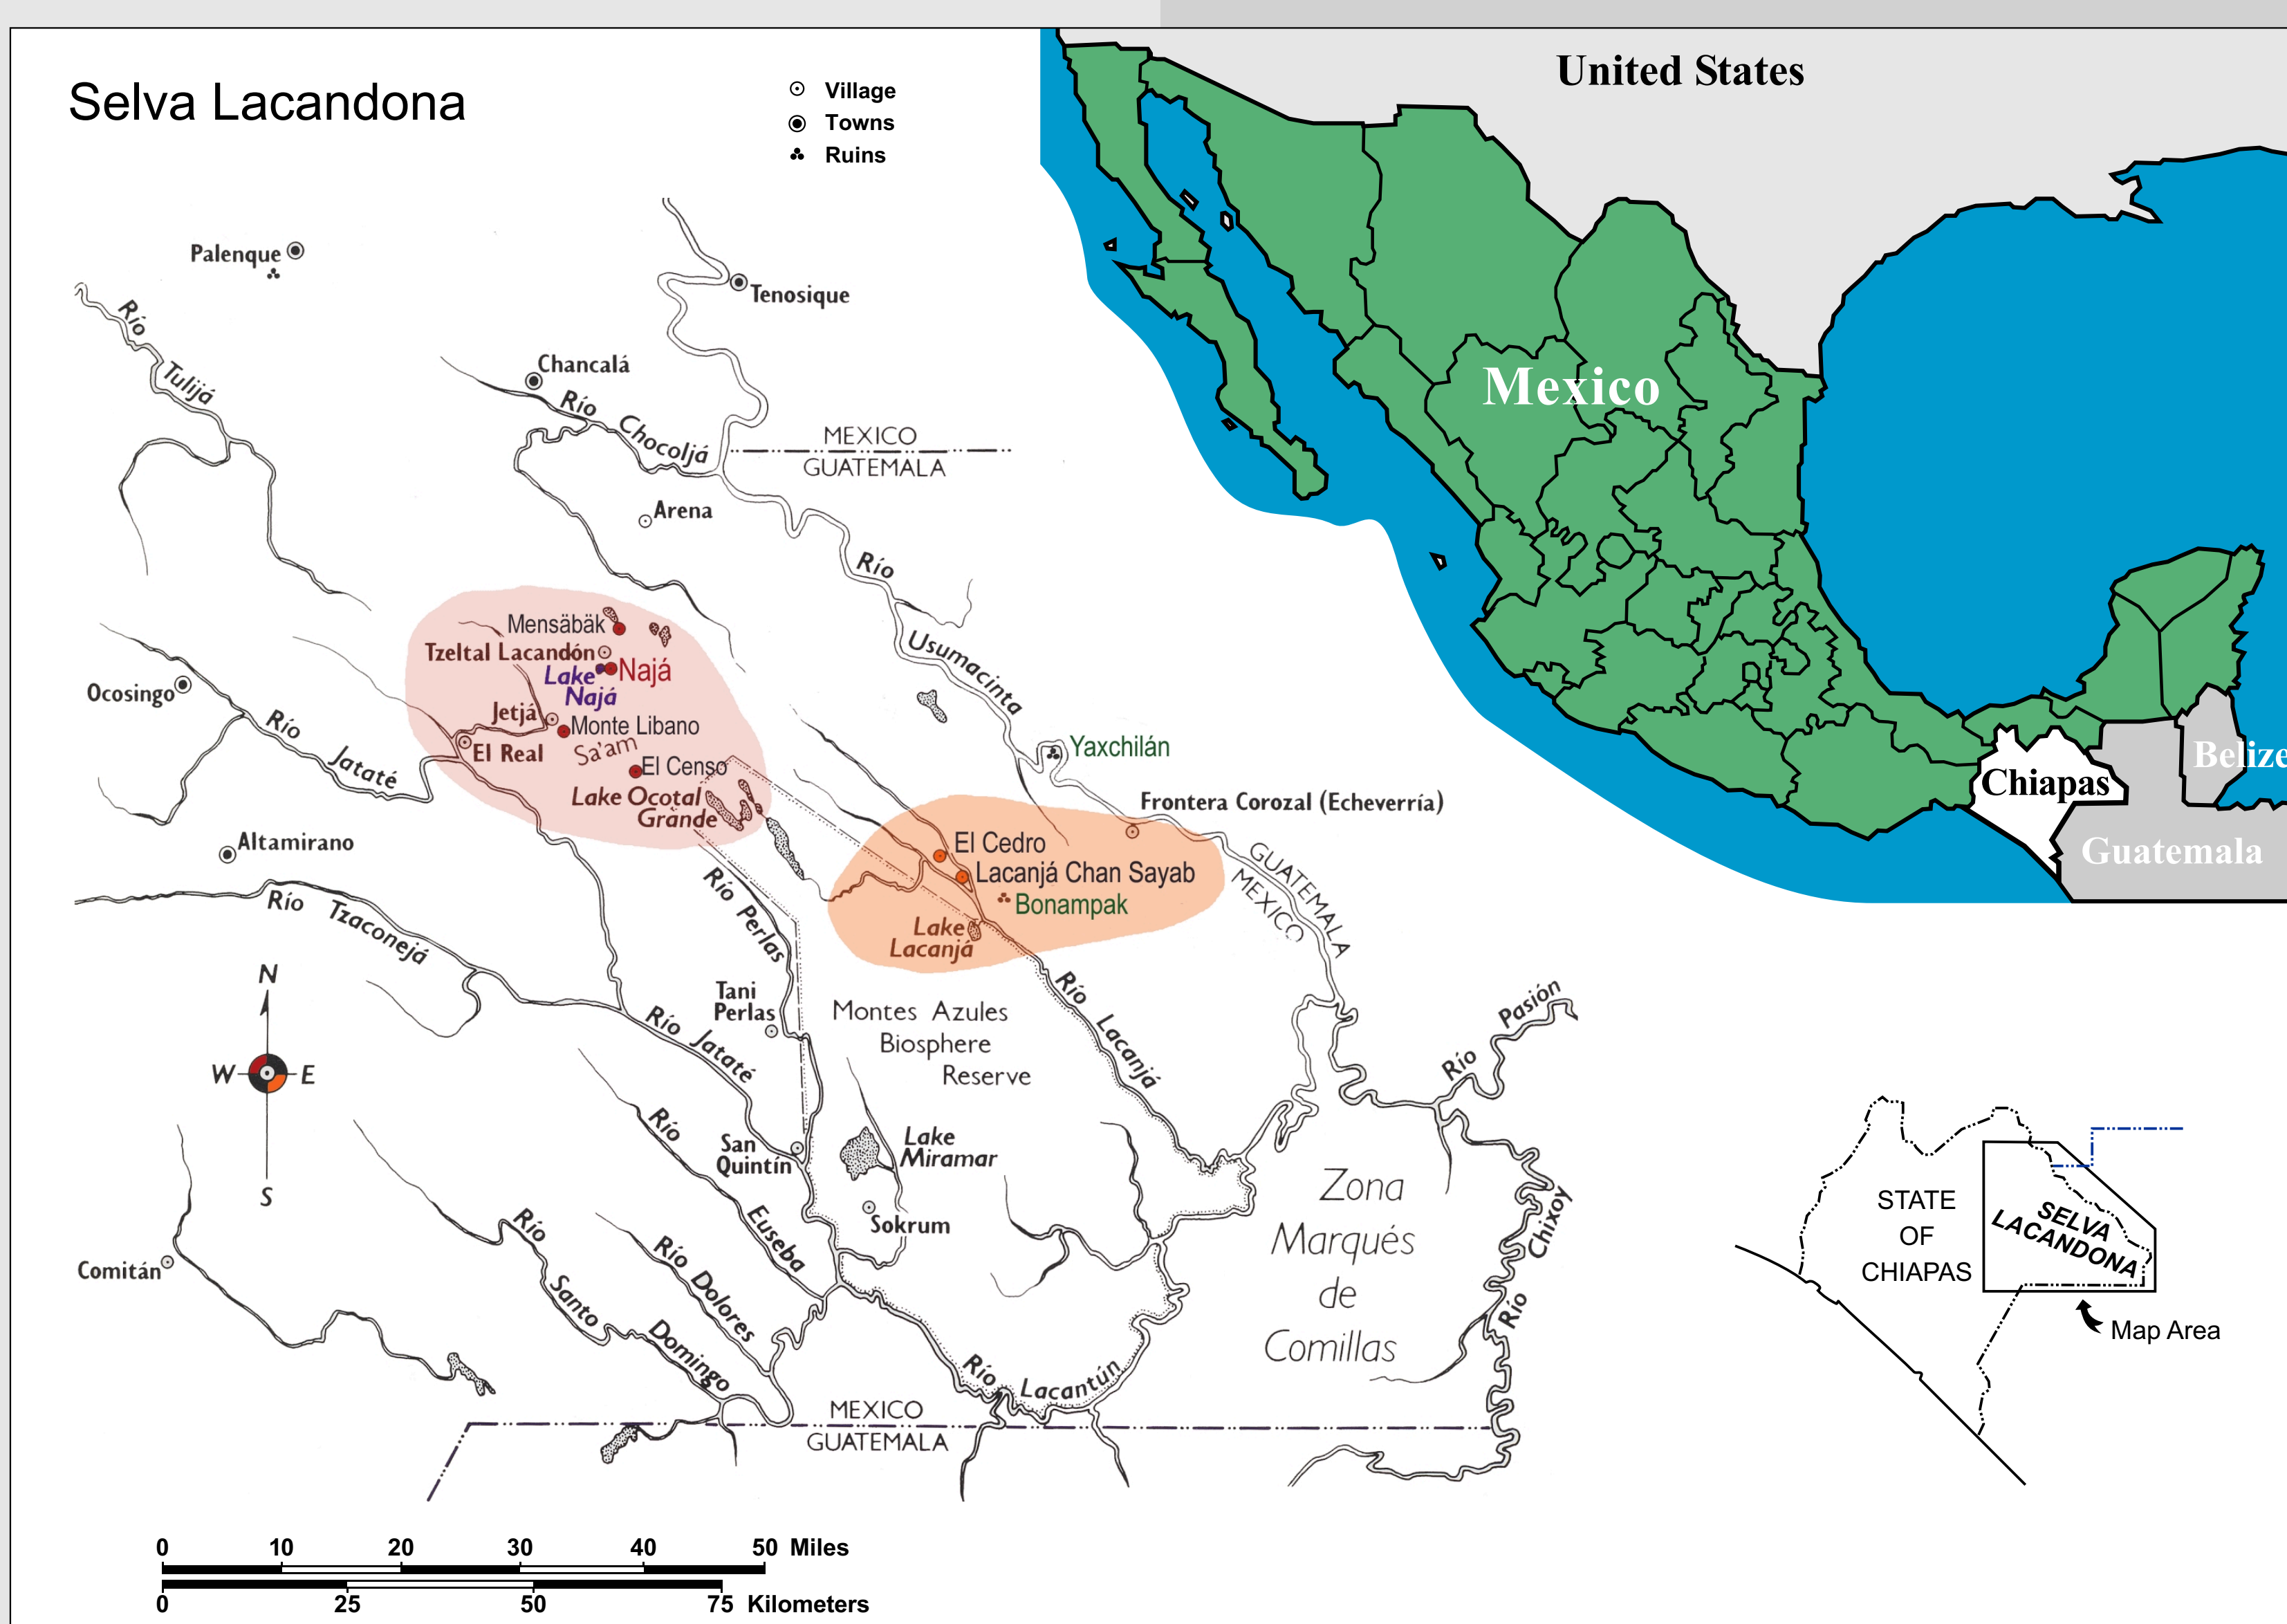 Selva Lacandona
Village
Towns
Ruins
United States
Mexico
Chiapas
Belize
Guatemala
Palenque
Tenosique
Río
Tulijá
Chancalá
Río
Chocoljá
MEXICO
GUATEMALA
Arena
Río
Usumacinta
Mensäbäk
Tzeltal Lacandón
Lake
Najá
Najá
Ocosingo
Jetjá
Monte Libano
El Real
Sa'am
El Censo
Río
Jataté
Lake Ocotal
Grande
Yaxchilán
Frontera Corozal (Echeverría)
Altamirano
El Cedro
Lacanjá Chan Sayab
Bonampak
GUATEMALA
MEXICO
Lake
Lacanjá
Río Tzaconejá
Río Perlas
N
W
E
S
Tani
Perlas
Montes Azules
Biosphere
Reserve
Río
Lacanjá
Río
Pasión
Río
Jataté
San
Quintín
Lake
Miramar
Sokrum
Río
Euseba
Zona
Marqués
de
Comillas
Río
Chixoy
Comitán
Río
Santo
Domingo
Río Dolores
Río
Lacantún
MEXICO
GUATEMALA
STATE
OF
CHIAPAS
SELVA
LACANDONA
Map Area
0 10 20 30 40 50 Miles
0 25 50 75 Kilometers